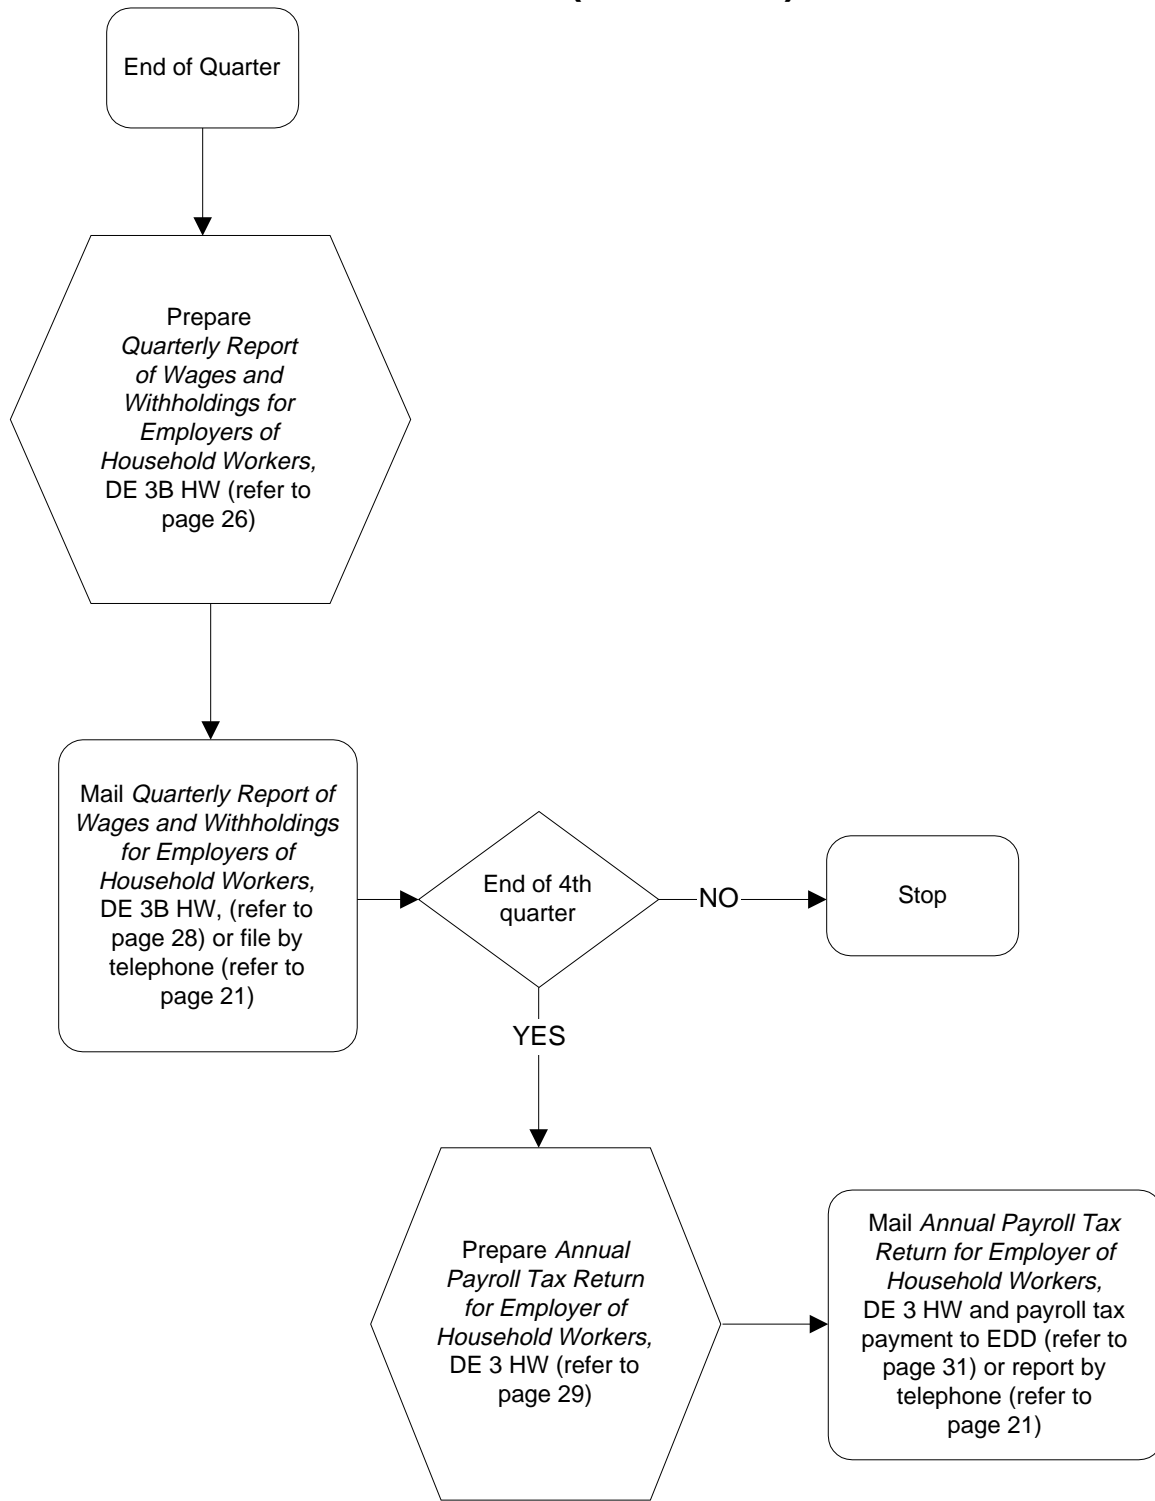 End of Quarter
Prepare
Quarterly Report
of Wages and
Withholdings for
Employers of
Household Workers,
DE 3B HW (refer to
page 26)
Mail Quarterly Report of
Wages and Withholdings
for Employers of
Household Workers,
DE 3B HW, (refer to
page 28) or file by
telephone (refer to
page 21)
End of 4th
quarter
NO
Stop
YES
Prepare Annual
Payroll Tax Return
for Employer of
Household Workers,
DE 3 HW (refer to
page 29)
Mail Annual Payroll Tax
Return for Employer of
Household Workers,
DE 3 HW and payroll tax
payment to EDD (refer to
page 31) or report by
telephone (refer to
page 21)